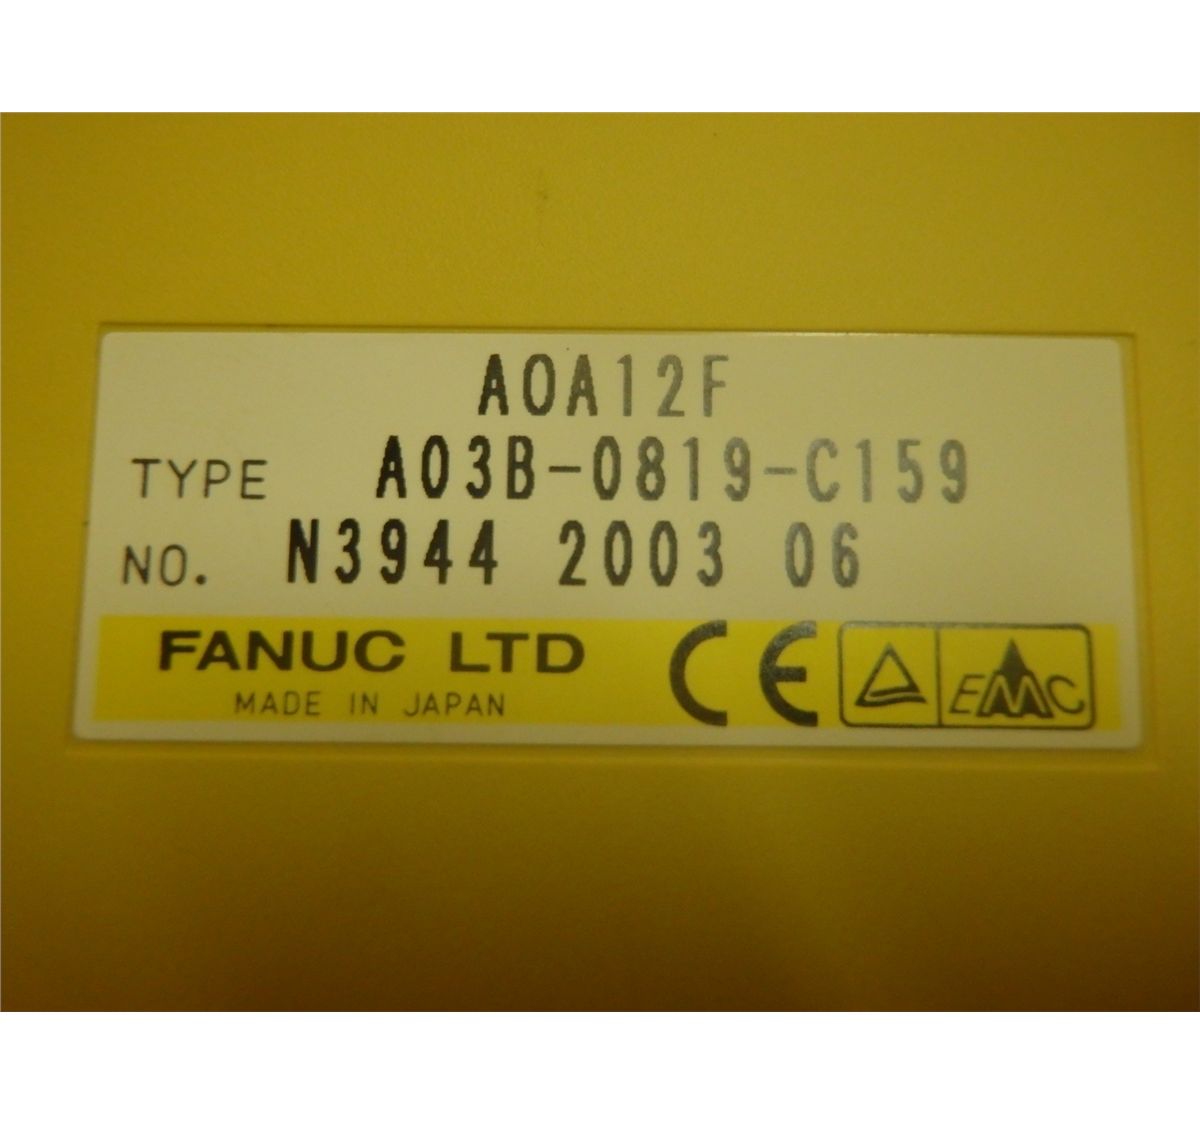 AOA12F
TYPE A03B-0819-C159
NO. N3944 2003 06
FANUC LTD
MADE IN JAPAN
CE
EMC